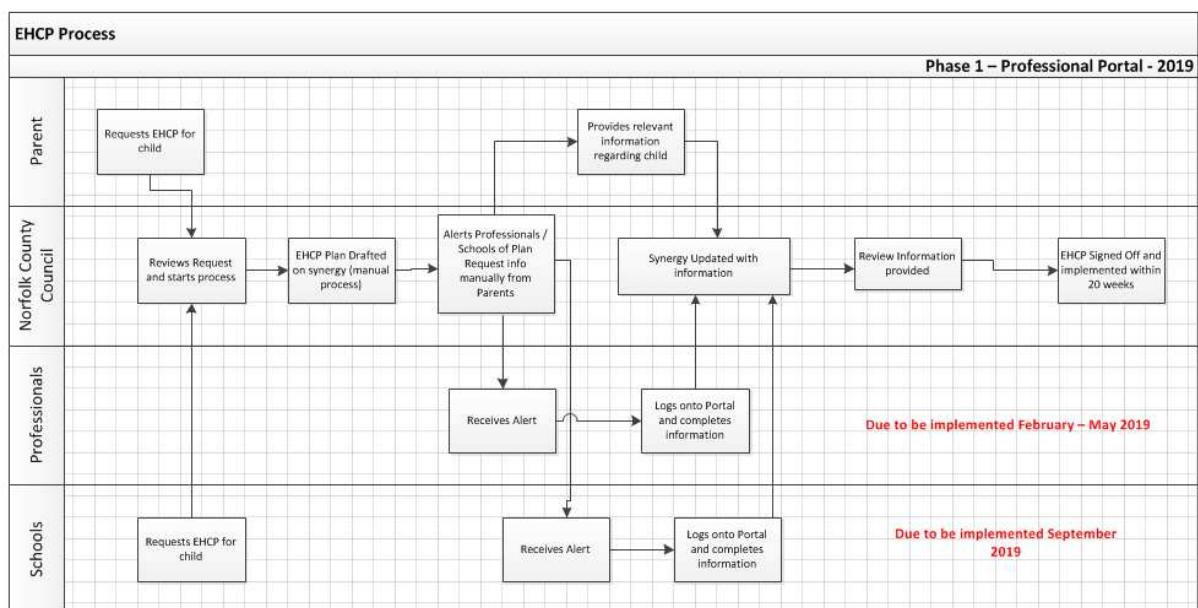 EHCP Process
Phase 1 – Professional Portal - 2019
Parent
Requests EHCP for
child
Provides relevant
information
regarding child
Norfolk County
Council
Reviews Request
and starts process
EHCP Plan Drafted
on synergy (manual
process)
Alerts Professionals /
Schools of Plan
Request info
manually from
Parents
Synergy Updated with
information
Review Information
provided
EHCP Signed Off and
implemented within
20 weeks
Professionals
Receives Alert
Logs onto Portal
and completes
information
Due to be implemented February – May 2019
Schools
Requests EHCP for
child
Receives Alert
Logs onto Portal
and completes
information
Due to be implemented September
2019